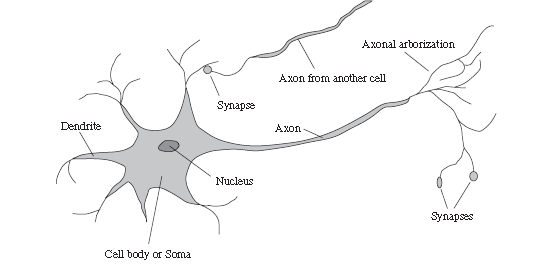 Axonal arborization
Axon from another cell
Synapse
Dendrite
Axon
Nucleus
Synapses
Cell body or Soma